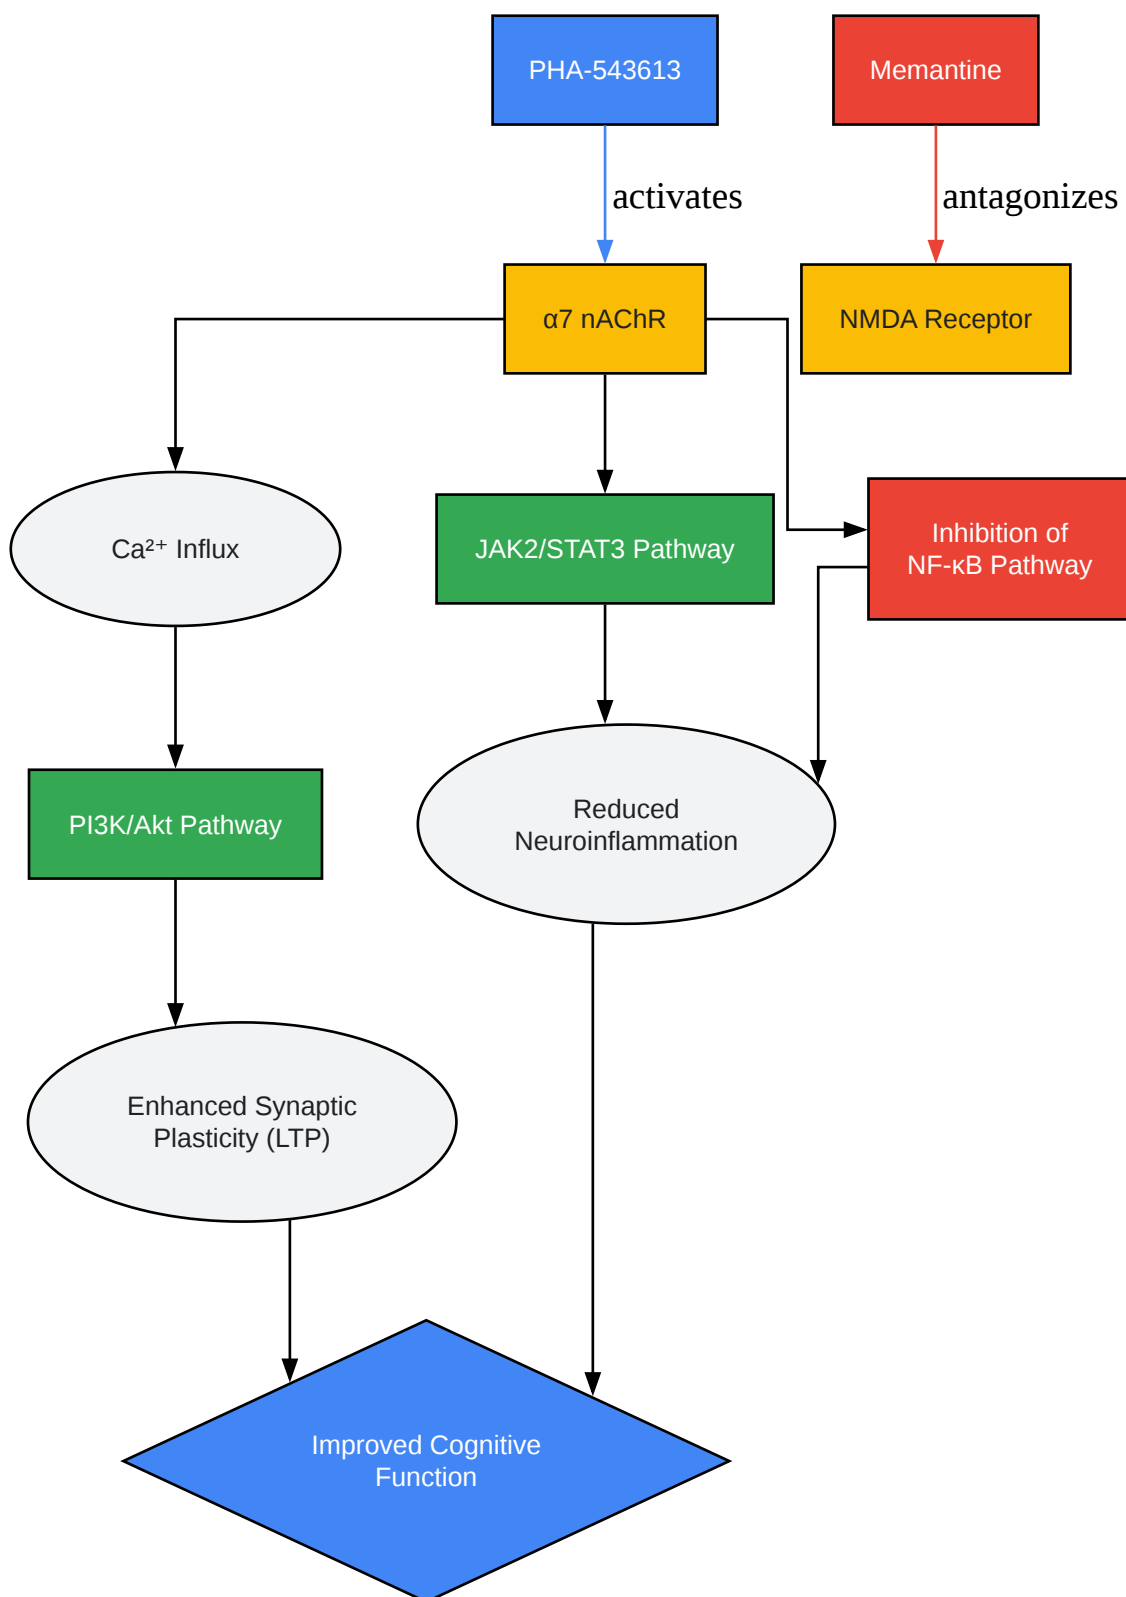 PHA-543613
Memantine
activates
antagonizes
α7 nAChR
NMDA Receptor
Ca²⁺ Influx
JAK2/STAT3 Pathway
Inhibition of
NF-κB Pathway
PI3K/Akt Pathway
Reduced
Neuroinflammation
Enhanced Synaptic
Plasticity (LTP)
Improved Cognitive
Function